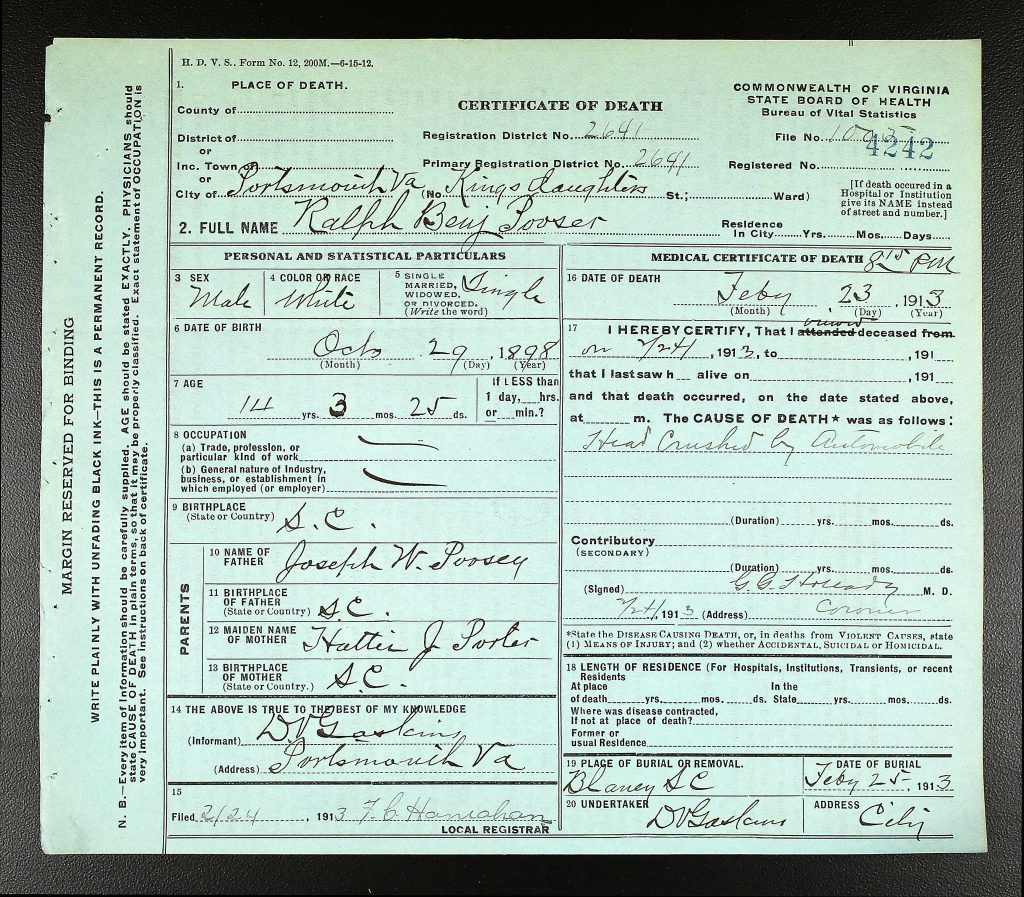 H. D. V. S.. Form No. 12, 200M.—6-15-12.
MARGIN RESERVED FOR BINDING
WRITE PLAINLY WITH UNFADING BLACK INK—THIS IS A PERMANENT RECORD.
N. B.—Every item of information should be carefully supplied. AGE should be stated EXACTLY. PHYSICIANS should
state CAUSE OF DEATH in plain terms, so that it may be properly classified. Exact statement of OCCUPATION is
very important. See instructions on back of certificate.
1. PLACE OF DEATH.
County of
District of
or
Inc. Town
or
City of Portsmouth Va (No Kings daughters St.; Ward)
CERTIFICATE OF DEATH
Registration District No. 2641
Primary Registration District No. 2641
COMMONWEALTH OF VIRGINIA
STATE BOARD OF HEALTH
Bureau of Vital Statistics
File No.
4242
Registered No.
[If death occured in a
Hospital or Institution
give its NAME instead
of street and number.]
2. FULL NAME Ralph Benj Pooser
Residence
In City Yrs. Mos. Days
PERSONAL AND STATISTICAL PARTICULARS
3 SEX
Male
4 COLOR OR RACE
White
5 SINGLE
MARRIED,
WIDOWED,
OR DIVORCED.
(Write the word)
Single
6 DATE OF BIRTH
Oct 29, 1898
(Month) (Day) (Year)
7 AGE
14 yrs. 3 mos. 25 ds.
If LESS than
1 day, hrs.
or min.?
8 OCCUPATION
(a) Trade, profession, or
particular kind of work
(b) General nature of Industry,
business, or establishment in
which employed (or employer)
9 BIRTHPLACE
(State or Country) S.C.
PARENTS
10 NAME OF
FATHER Joseph W. Poosey
11 BIRTHPLACE
OF FATHER
(State or Country) S.C.
12 MAIDEN NAME
OF MOTHER Hattie J Porter
13 BIRTHPLACE
OF MOTHER
(State or Country.) S.C.
14 THE ABOVE IS TRUE TO THE BEST OF MY KNOWLEDGE
(Informant) D.V Gaskins
(Address) Portsmouth Va
15
Filed 2/24, 1913 F. C. Hanrahan
LOCAL REGISTRAR
MEDICAL CERTIFICATE OF DEATH 8 15 PM
16 DATE OF DEATH
Feby 23 1913
(Month) (Day) (Year)
viewed
17 I HEREBY CERTIFY, That I attended deceased from
on 2/24, 1913, to , 191
that I last saw h alive on , 191
and that death occurred, on the date stated above,
at m. The CAUSE OF DEATH* was as follows:
Head Crushed by Automobile
(Duration) yrs. mos. ds.
Contributory
(SECONDARY)
(Duration) yrs. mos. ds.
(Signed) G.G. Holladay M. D.
2/24, 1913 (Address) Coroner
*State the DISEASE CAUSING DEATH, or, in deaths from VIOLENT CAUSES, state
(1) MEANS OF INJURY; and (2) whether ACCIDENTAL, SUICIDAL or HOMICIDAL.
18 LENGTH OF RESIDENCE (For Hospitals, Institutions, Transients, or recent
Residents
At place In the
of death yrs. mos. ds. State yrs. mos. ds.
Where was disease contracted,
If not at place of death?
Former or
usual Residence
19 PLACE OF BURIAL OR REMOVAL.
Blaney SC
DATE OF BURIAL
Feby 25, 1913
20 UNDERTAKER
D V Gaskins
ADDRESS
City